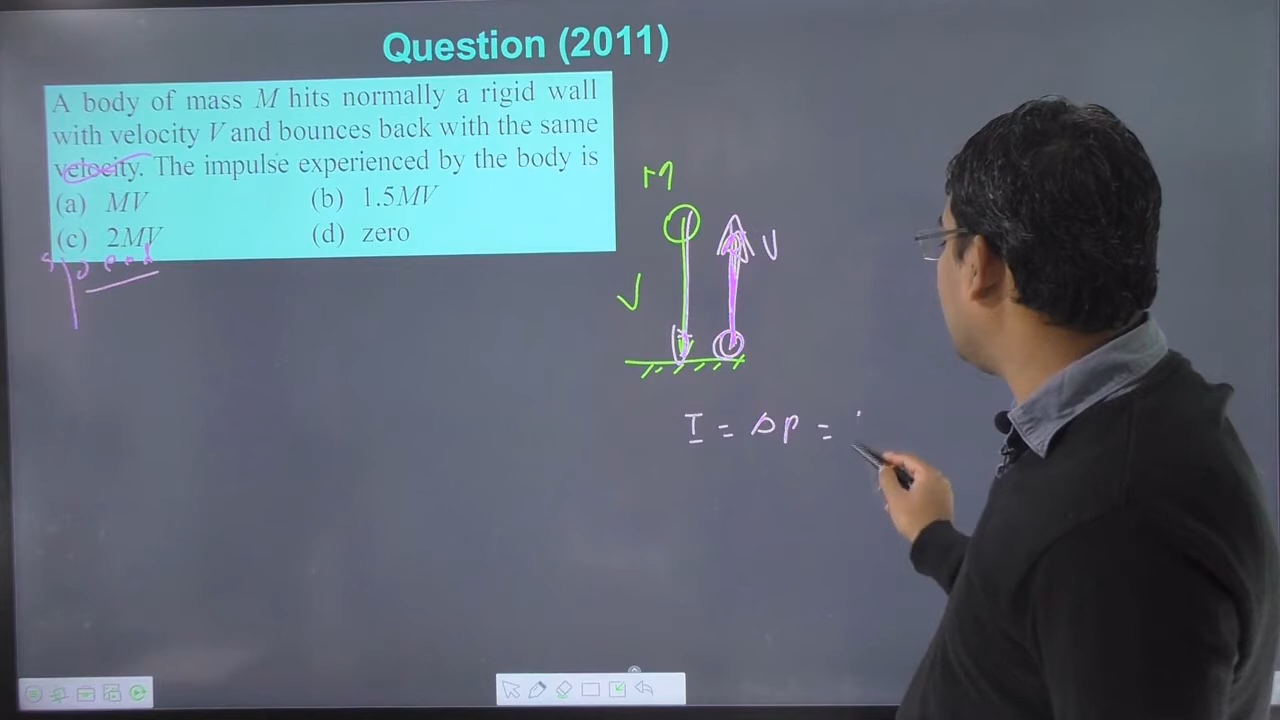 Question (2011)
A body of mass M hits normally a rigid wall
with velocity V and bounces back with the same
velocity. The impulse experienced by the body is
(a) MV (b) 1.5MV
(c) 2MV (d) zero
speed
M
V
V
I = ΔP =